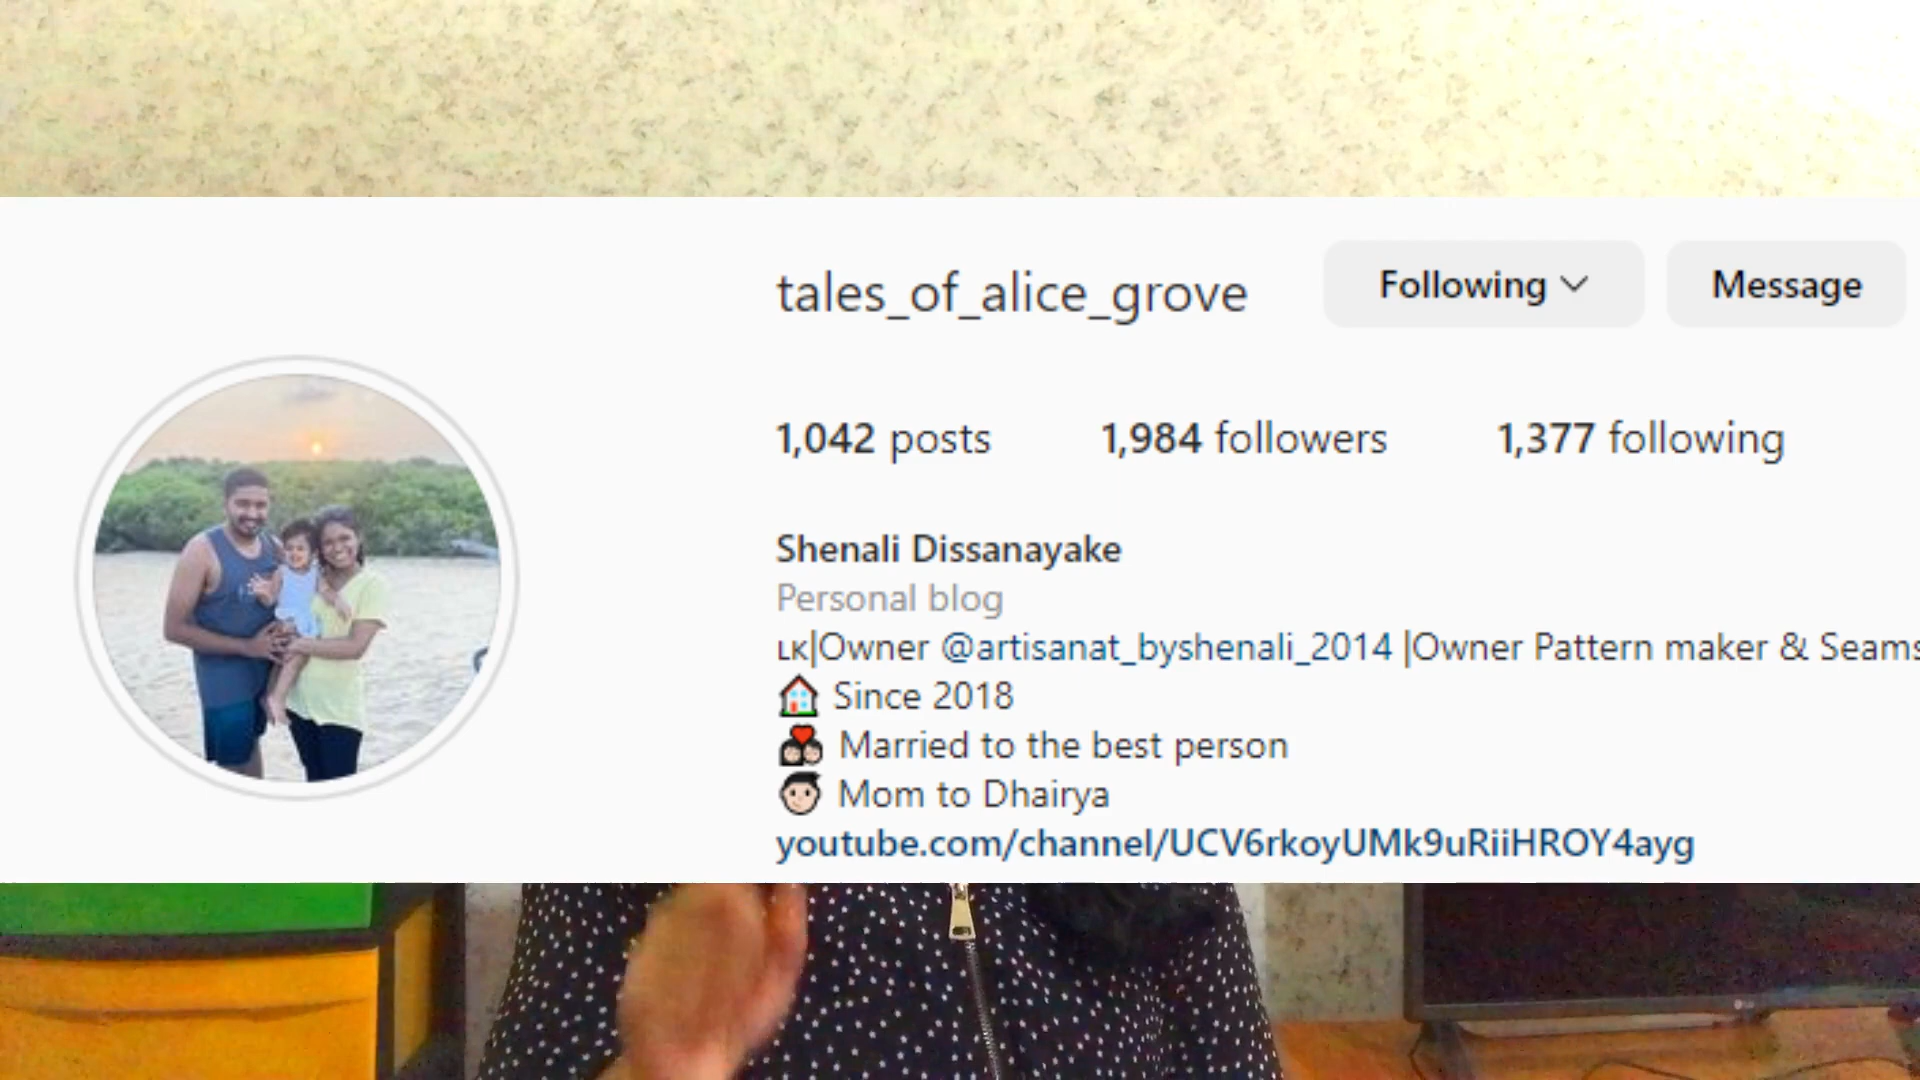 tales_of_alice_grove Following Message
1,042 posts 1,984 followers 1,377 following
Shenali Dissanayake
Personal blog
ʟᴋ|Owner @artisanat_byshenali_2014 |Owner Pattern maker &
Since 2018
Married to the best person
Mom to Dhairya
youtube.com/channel/UCV6rkoyUMk9uRiiHROY4ayg